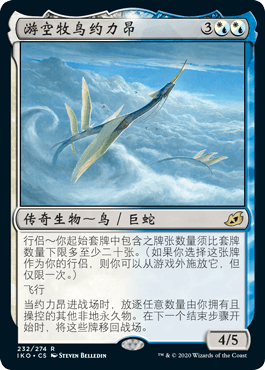 游空牧鸟约力昂 3
传奇生物～鸟 / 巨蛇
行侣～你起始套牌中包含之牌张数量须比套牌
数量下限多至少二十张。（如果你选择这张牌
作为你的行侣，则你可以从游戏外施放它，但
仅限一次。）
飞行
当约力昂进战场时，放逐任意数量由你拥有且
操控的其他非地永久物。在下一个结束步骤开
始时，将这些牌移回战场。
4/5
232/274 R
IKO • CS STEVEN BELLEDIN
™ & © 2020 Wizards of the Coast